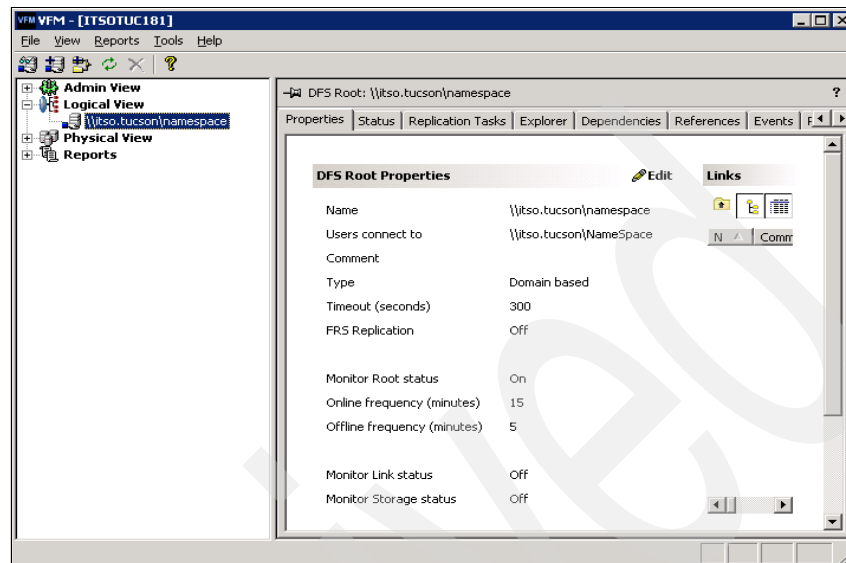 VFM VFM - [ITSOTUC181]
File View Reports Tools Help
Admin View
Logical View
\\itso.tucson\namespace
Physical View
Reports
DFS Root: \\itso.tucson\namespace ?
Properties Status Replication Tasks Explorer Dependencies References Events
DFS Root Properties Edit Links
Name \\itso.tucson\namespace
Users connect to \\itso.tucson\NameSpace
N Comm
Comment
Type Domain based
Timeout (seconds) 300
FRS Replication Off
Monitor Root status On
Online frequency (minutes) 15
Offline frequency (minutes) 5
Monitor Link status Off
Monitor Storage status Off